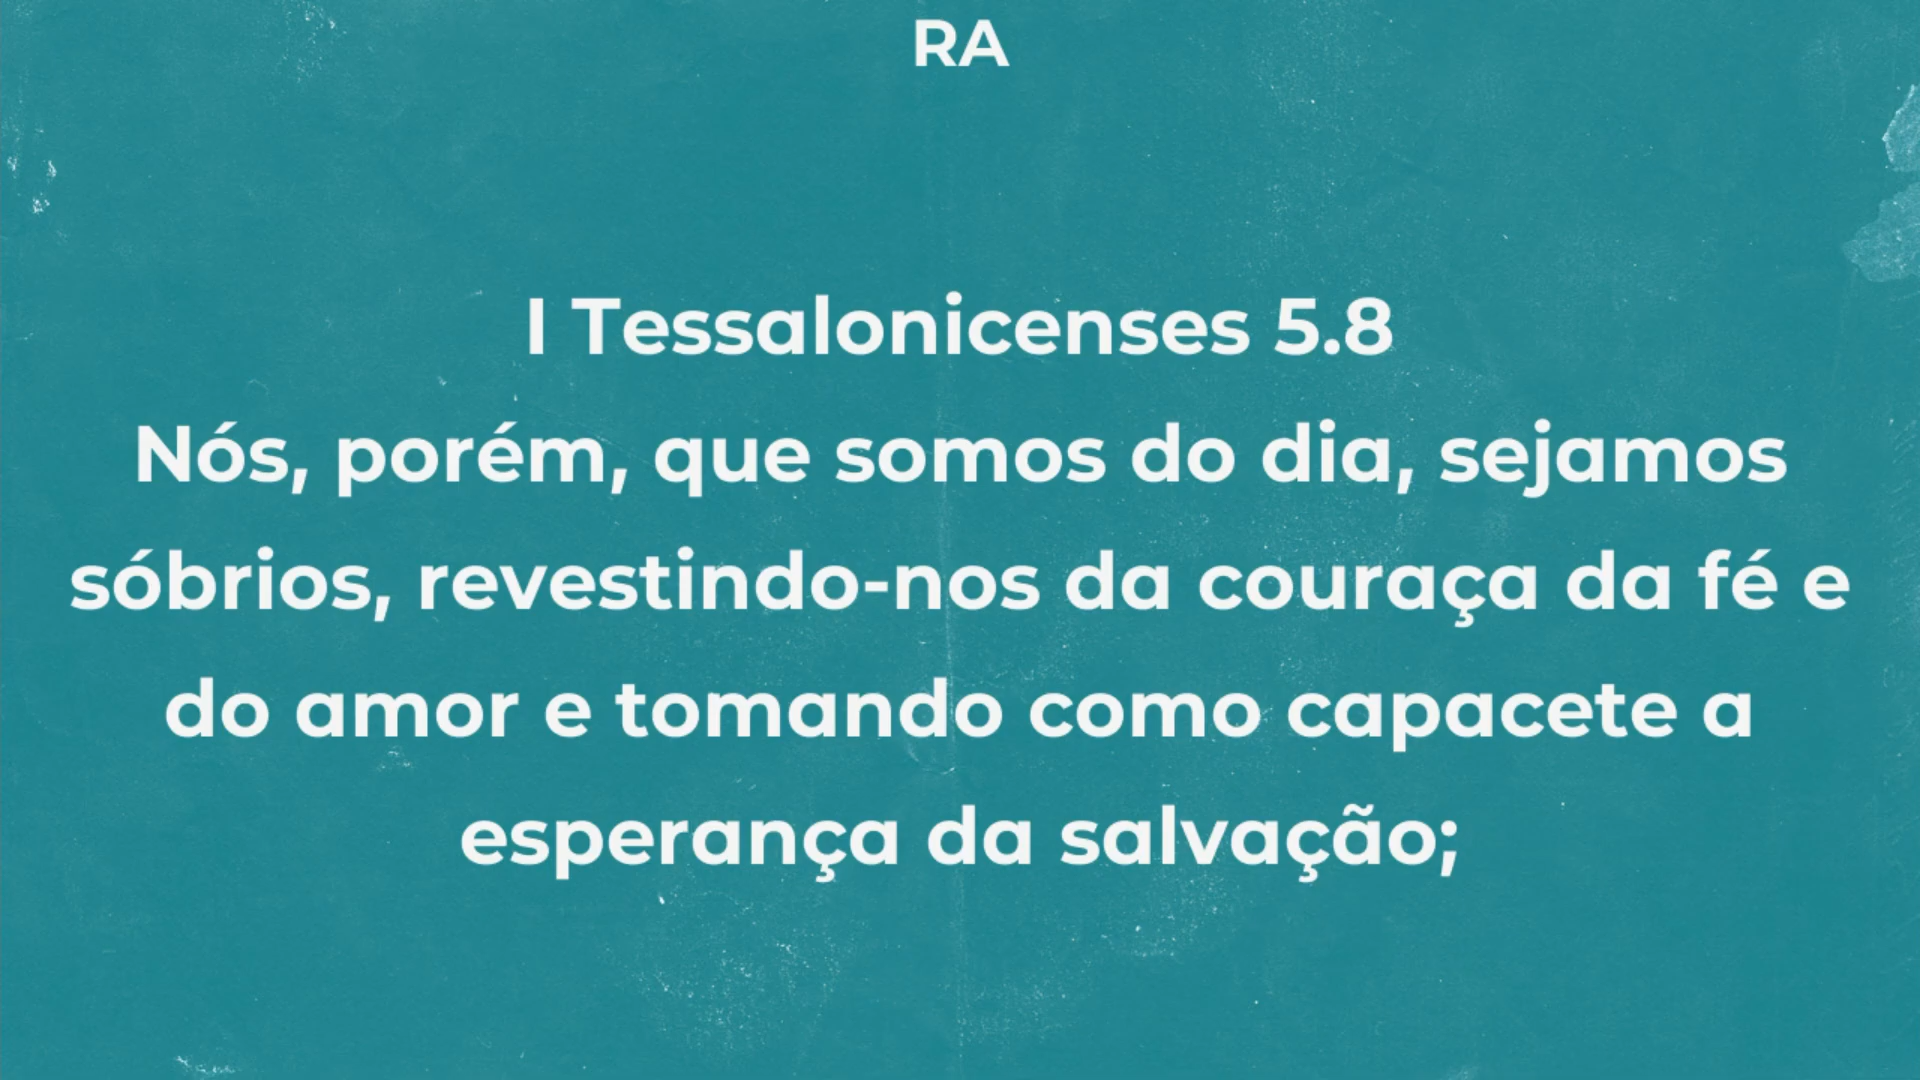 RA
I Tessalonicenses 5.8
Nós, porém, que somos do dia, sejamos
sóbrios, revestindo-nos da couraça da fé e
do amor e tomando como capacete a
esperança da salvação;